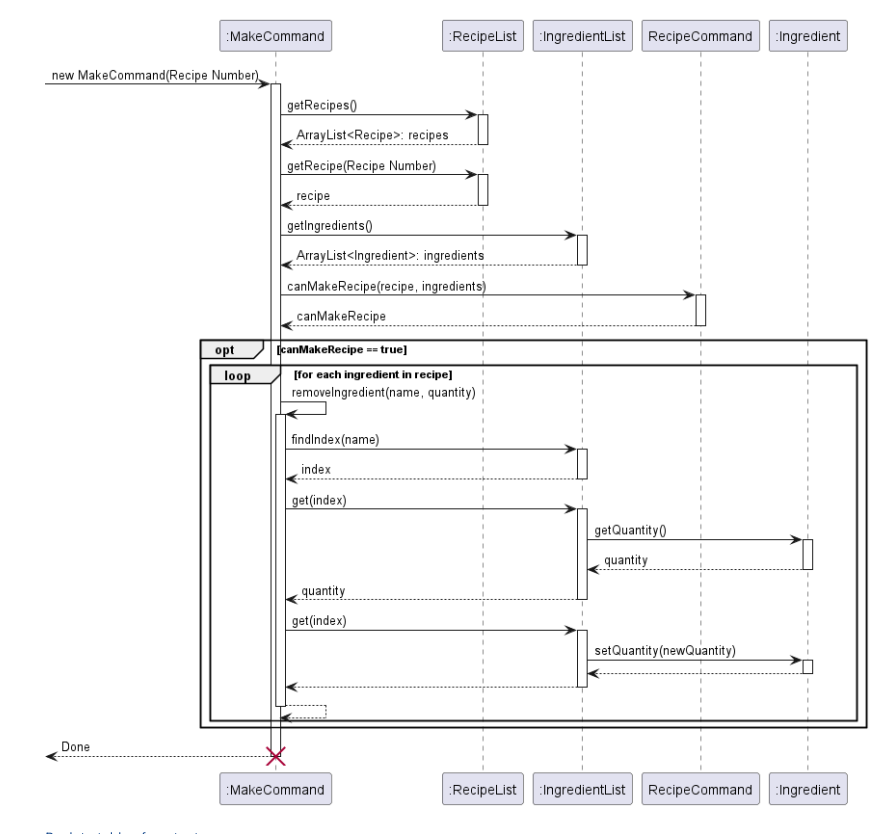 :MakeCommand :RecipeList :IngredientList RecipeCommand :Ingredient
new MakeCommand(Recipe Number)
getRecipes()
ArrayList<Recipe>: recipes
getRecipe(Recipe Number)
recipe
getIngredients()
ArrayList<Ingredient>: ingredients
canMakeRecipe(recipe, ingredients)
canMakeRecipe
opt [canMakeRecipe == true]
loop [for each ingredient in recipe]
removeIngredient(name, quantity)
findIndex(name)
index
get(index)
getQuantity()
quantity
quantity
get(index)
setQuantity(newQuantity)
Done
:MakeCommand :RecipeList :IngredientList RecipeCommand :Ingredient